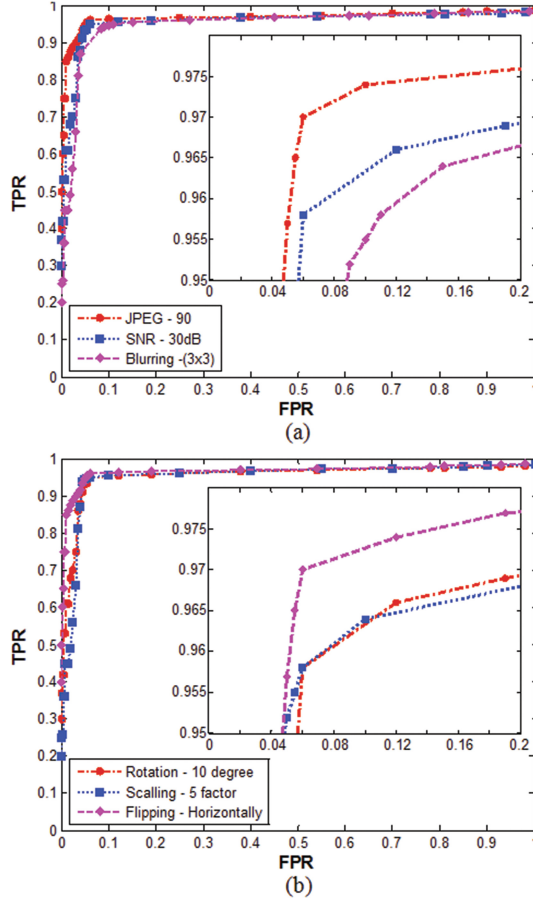 1
0.9
0.8
0.7
0.6
0.5
0.4
0.3
0.2
0.1
0
TPR
0.975
0.97
0.965
0.96
0.955
0.95
0 0.04 0.08 0.12 0.16 0.2
JPEG - 90
SNR - 30dB
Blurring -(3x3)
0 0.1 0.2 0.3 0.4 0.5 0.6 0.7 0.8 0.9
FPR
(a)
1
0.9
0.8
0.7
0.6
0.5
0.4
0.3
0.2
0.1
0
TPR
0.975
0.97
0.965
0.96
0.955
0.95
0 0.04 0.08 0.12 0.16 0.2
Rotation - 10 degree
Scalling - 5 factor
Flipping - Horizontally
0 0.1 0.2 0.3 0.4 0.5 0.6 0.7 0.8 0.9
FPR
(b)